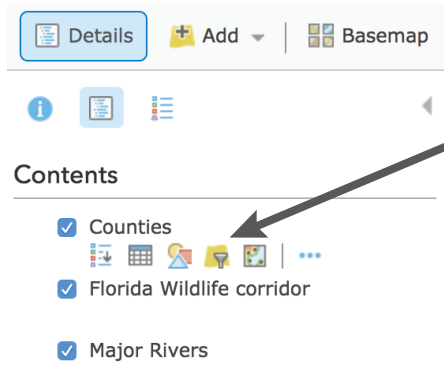 Details Add Basemap
Contents
Counties
Florida Wildlife corridor
Major Rivers